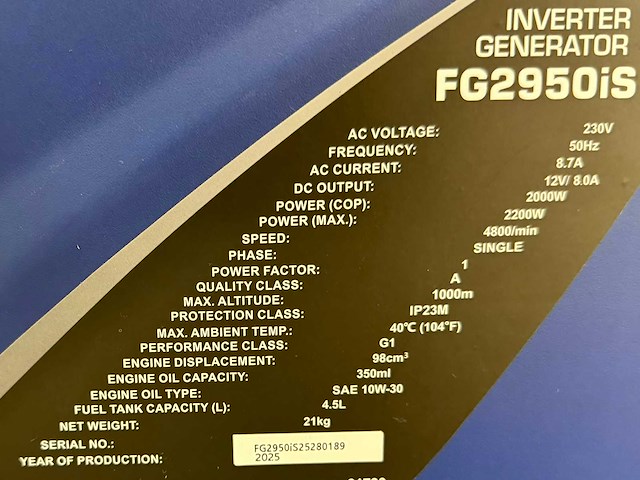 INVERTER
GENERATOR
FG2950iS
AC VOLTAGE: 230V
FREQUENCY: 50Hz
AC CURRENT: 8.7A
DC OUTPUT: 12V/ 8.0A
POWER (COP): 2000W
POWER (MAX.): 2200W
SPEED: 4800/min
PHASE: SINGLE
POWER FACTOR: 1
QUALITY CLASS: A
MAX. ALTITUDE: 1000m
PROTECTION CLASS: IP23M
MAX. AMBIENT TEMP.: 40℃ (104°F)
PERFORMANCE CLASS: G1
ENGINE DISPLACEMENT: 98cm³
ENGINE OIL CAPACITY: 350ml
ENGINE OIL TYPE: SAE 10W-30
FUEL TANK CAPACITY (L): 4.5L
NET WEIGHT: 21kg
SERIAL NO.: FG2950iS25280189
YEAR OF PRODUCTION: 2025